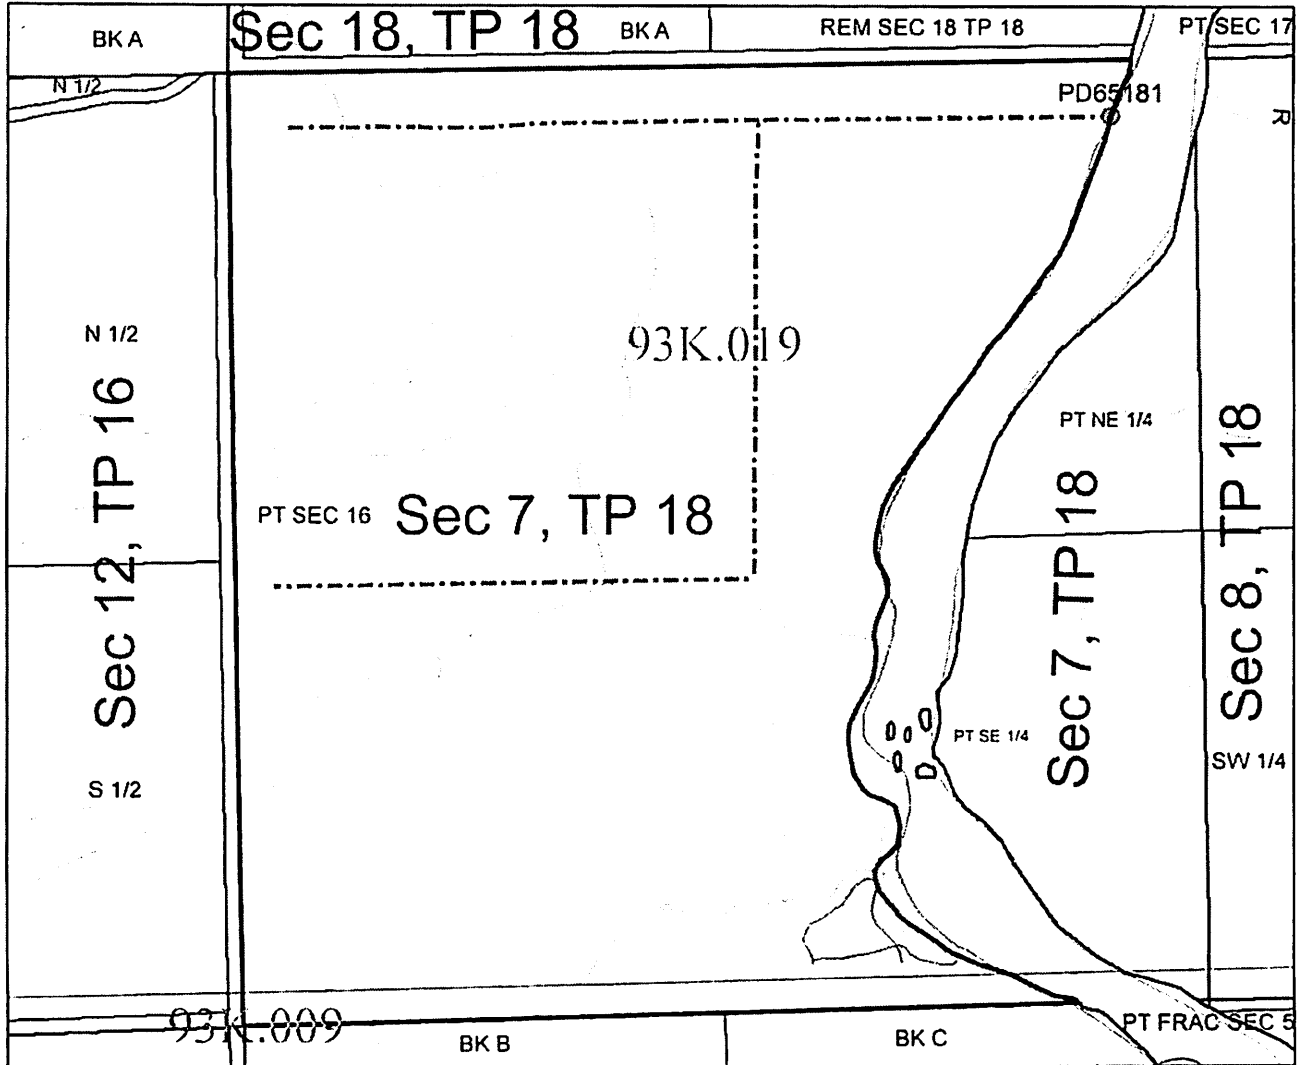 BK A
Sec 18, TP 18
BK A
REM SEC 18 TP 18
PT SEC 17
N 1/2
PD65181
R
93K.019
N 1/2
Sec 12, TP 16
PT NE 1/4
Sec 8, TP 18
PT SEC 16
Sec 7, TP 18
Sec 7, TP 18
PT SE 1/4
SW 1/4
S 1/2
93K.009
BK B
BK C
PT FRAC SEC 5